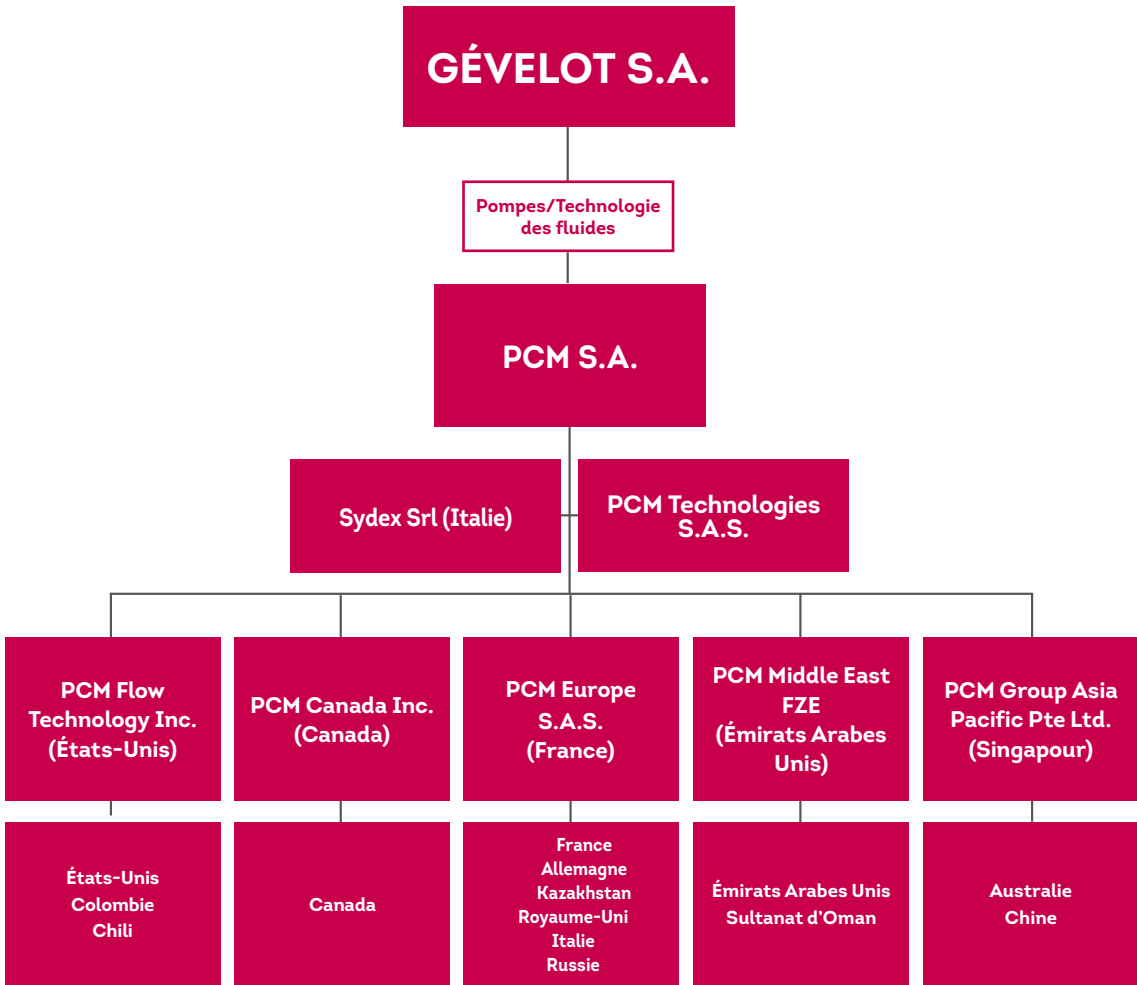 GÉVELOT S.A.
Pompes/Technologie
des fluides
PCM S.A.
Sydex Srl (Italie)
PCM Technologies
S.A.S.
PCM Flow
Technology Inc.
(États-Unis)
PCM Canada Inc.
(Canada)
PCM Europe
S.A.S.
(France)
PCM Middle East
FZE
(Émirats Arabes
Unis)
PCM Group Asia
Pacific Pte Ltd.
(Singapour)
États-Unis
Colombie
Chili
Canada
France
Allemagne
Kazakhstan
Royaume-Uni
Italie
Russie
Émirats Arabes Unis
Sultanat d'Oman
Australie
Chine